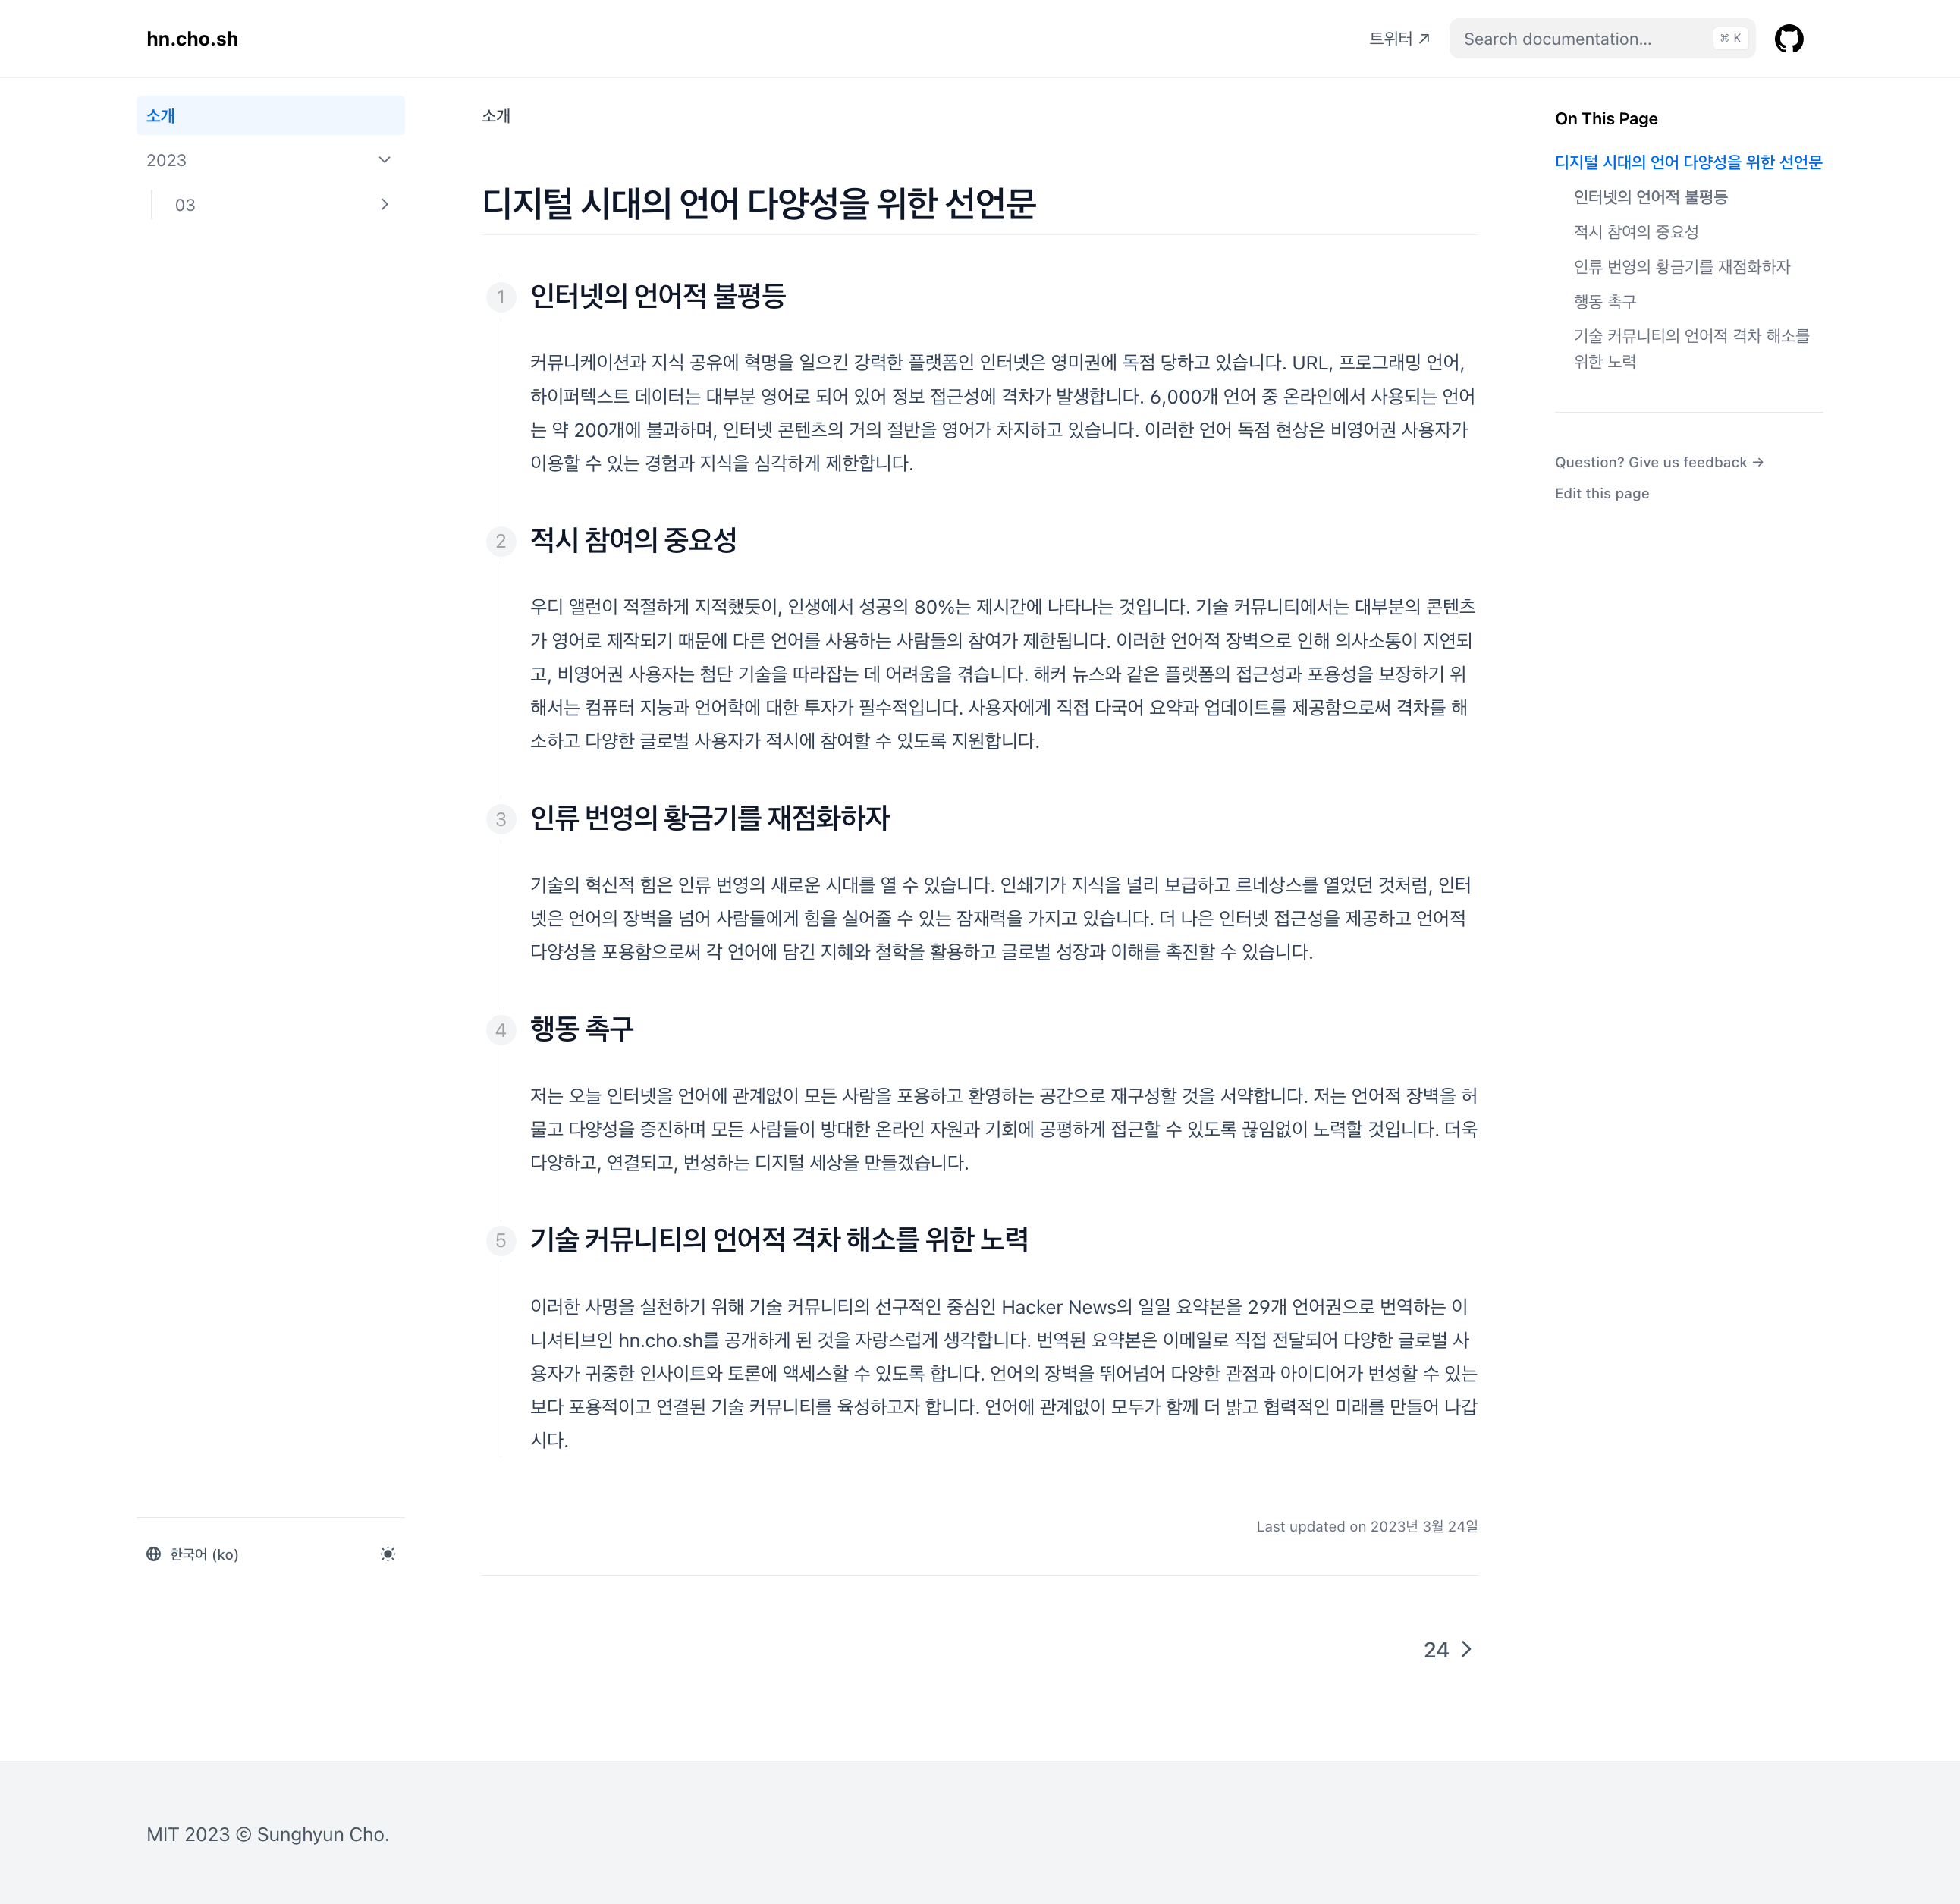 hn.cho.sh
트위터 ↗
Search documentation…
⌘ K
소개
2023
03
소개
디지털 시대의 언어 다양성을 위한 선언문
1
인터넷의 언어적 불평등
커뮤니케이션과 지식 공유에 혁명을 일으킨 강력한 플랫폼인 인터넷은 영미권에 독점 당하고 있습니다. URL, 프로그래밍 언어,
하이퍼텍스트 데이터는 대부분 영어로 되어 있어 정보 접근성에 격차가 발생합니다. 6,000개 언어 중 온라인에서 사용되는 언어
는 약 200개에 불과하며, 인터넷 콘텐츠의 거의 절반을 영어가 차지하고 있습니다. 이러한 언어 독점 현상은 비영어권 사용자가
이용할 수 있는 경험과 지식을 심각하게 제한합니다.
2
적시 참여의 중요성
우디 앨런이 적절하게 지적했듯이, 인생에서 성공의 80%는 제시간에 나타나는 것입니다. 기술 커뮤니티에서는 대부분의 콘텐츠
가 영어로 제작되기 때문에 다른 언어를 사용하는 사람들의 참여가 제한됩니다. 이러한 언어적 장벽으로 인해 의사소통이 지연되
고, 비영어권 사용자는 첨단 기술을 따라잡는 데 어려움을 겪습니다. 해커 뉴스와 같은 플랫폼의 접근성과 포용성을 보장하기 위
해서는 컴퓨터 지능과 언어학에 대한 투자가 필수적입니다. 사용자에게 직접 다국어 요약과 업데이트를 제공함으로써 격차를 해
소하고 다양한 글로벌 사용자가 적시에 참여할 수 있도록 지원합니다.
3
인류 번영의 황금기를 재점화하자
기술의 혁신적 힘은 인류 번영의 새로운 시대를 열 수 있습니다. 인쇄기가 지식을 널리 보급하고 르네상스를 열었던 것처럼, 인터
넷은 언어의 장벽을 넘어 사람들에게 힘을 실어줄 수 있는 잠재력을 가지고 있습니다. 더 나은 인터넷 접근성을 제공하고 언어적
다양성을 포용함으로써 각 언어에 담긴 지혜와 철학을 활용하고 글로벌 성장과 이해를 촉진할 수 있습니다.
4
행동 촉구
저는 오늘 인터넷을 언어에 관계없이 모든 사람을 포용하고 환영하는 공간으로 재구성할 것을 서약합니다. 저는 언어적 장벽을 허
물고 다양성을 증진하며 모든 사람들이 방대한 온라인 자원과 기회에 공평하게 접근할 수 있도록 끊임없이 노력할 것입니다. 더욱
다양하고, 연결되고, 번성하는 디지털 세상을 만들겠습니다.
5
기술 커뮤니티의 언어적 격차 해소를 위한 노력
이러한 사명을 실천하기 위해 기술 커뮤니티의 선구적인 중심인 Hacker News의 일일 요약본을 29개 언어권으로 번역하는 이
니셔티브인 hn.cho.sh를 공개하게 된 것을 자랑스럽게 생각합니다. 번역된 요약본은 이메일로 직접 전달되어 다양한 글로벌 사
용자가 귀중한 인사이트와 토론에 액세스할 수 있도록 합니다. 언어의 장벽을 뛰어넘어 다양한 관점과 아이디어가 번성할 수 있는
보다 포용적이고 연결된 기술 커뮤니티를 육성하고자 합니다. 언어에 관계없이 모두가 함께 더 밝고 협력적인 미래를 만들어 나갑
시다.
Last updated on 2023년 3월 24일
24
On This Page
디지털 시대의 언어 다양성을 위한 선언문
인터넷의 언어적 불평등
적시 참여의 중요성
인류 번영의 황금기를 재점화하자
행동 촉구
기술 커뮤니티의 언어적 격차 해소를
위한 노력
Question? Give us feedback →
Edit this page
한국어 (ko)
MIT 2023 © Sunghyun Cho.